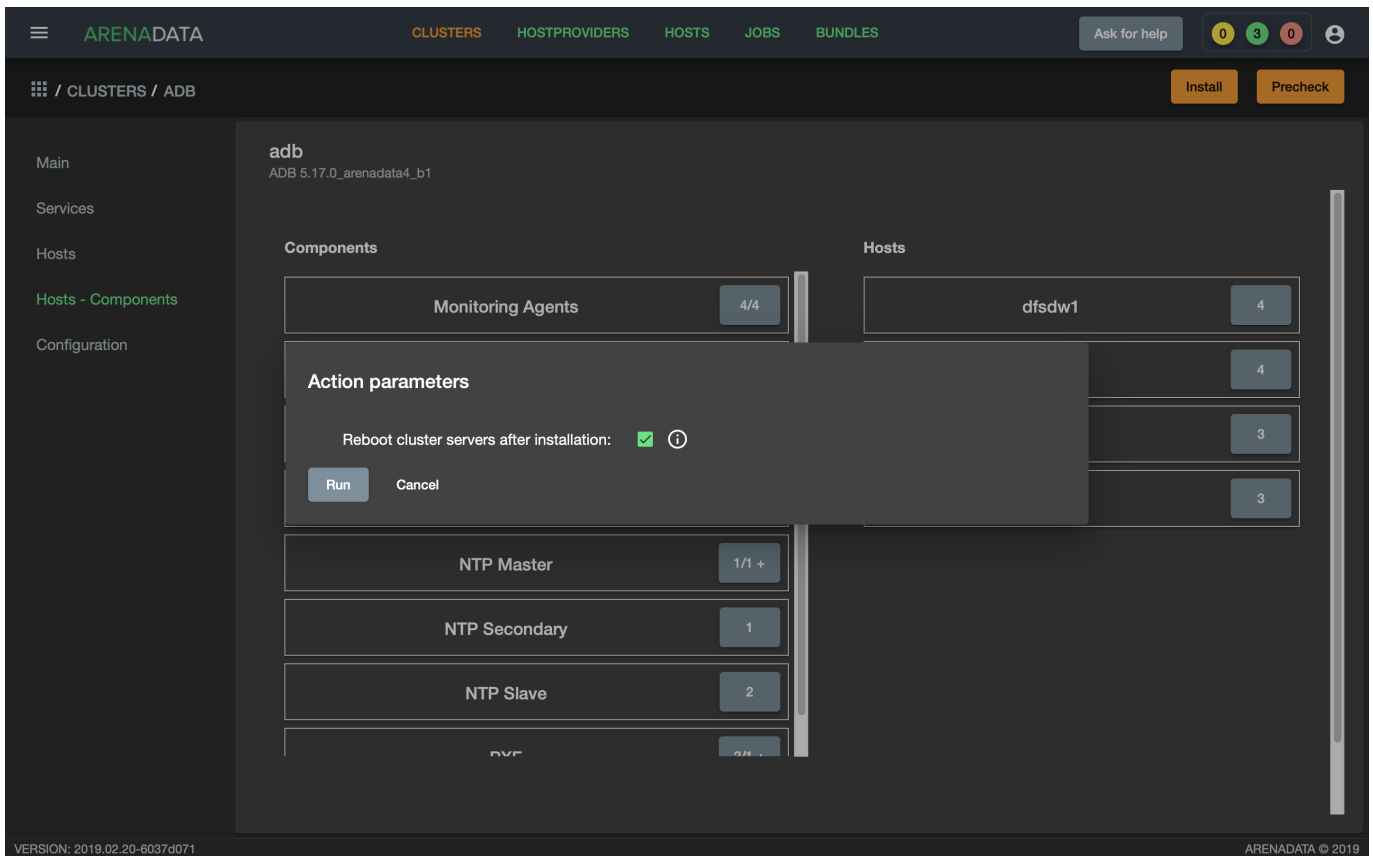 ARENADATA
CLUSTERS HOSTPROVIDERS HOSTS JOBS BUNDLES
Ask for help
0 3 0
/ CLUSTERS / ADB
Install Precheck
Main
Services
Hosts
Hosts - Components
Configuration
adb
ADB 5.17.0_arenadata4_b1
Components
Hosts
Monitoring Agents 4/4
dfsdw1 4
4
3
3
Action parameters
Reboot cluster servers after installation:
Run Cancel
NTP Master 1/1 +
NTP Secondary 1
NTP Slave 2
VERSION: 2019.02.20-6037d071
ARENADATA © 2019